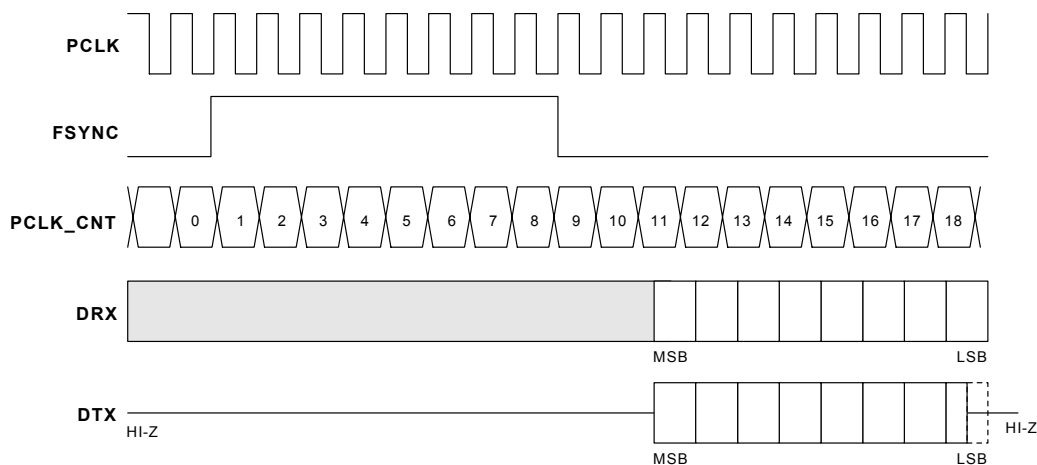 PCLK
FSYNC
PCLK_CNT 0 1 2 3 4 5 6 7 8 9 10 11 12 13 14 15 16 17 18
DRX
MSB LSB
DTX
HI-Z HI-Z
MSB LSB